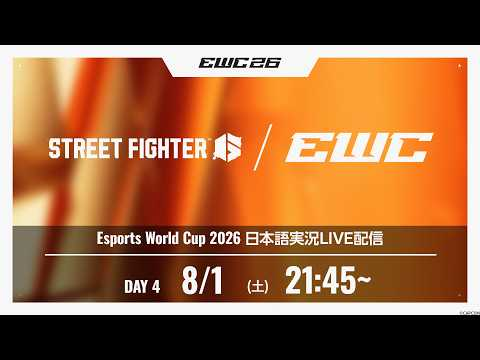 EWC26
STREET FIGHTER 6 / EWC
Esports World Cup 2026 日本語実況LIVE配信
DAY 4 8/1 (土) 21:45~
©CAPCOM